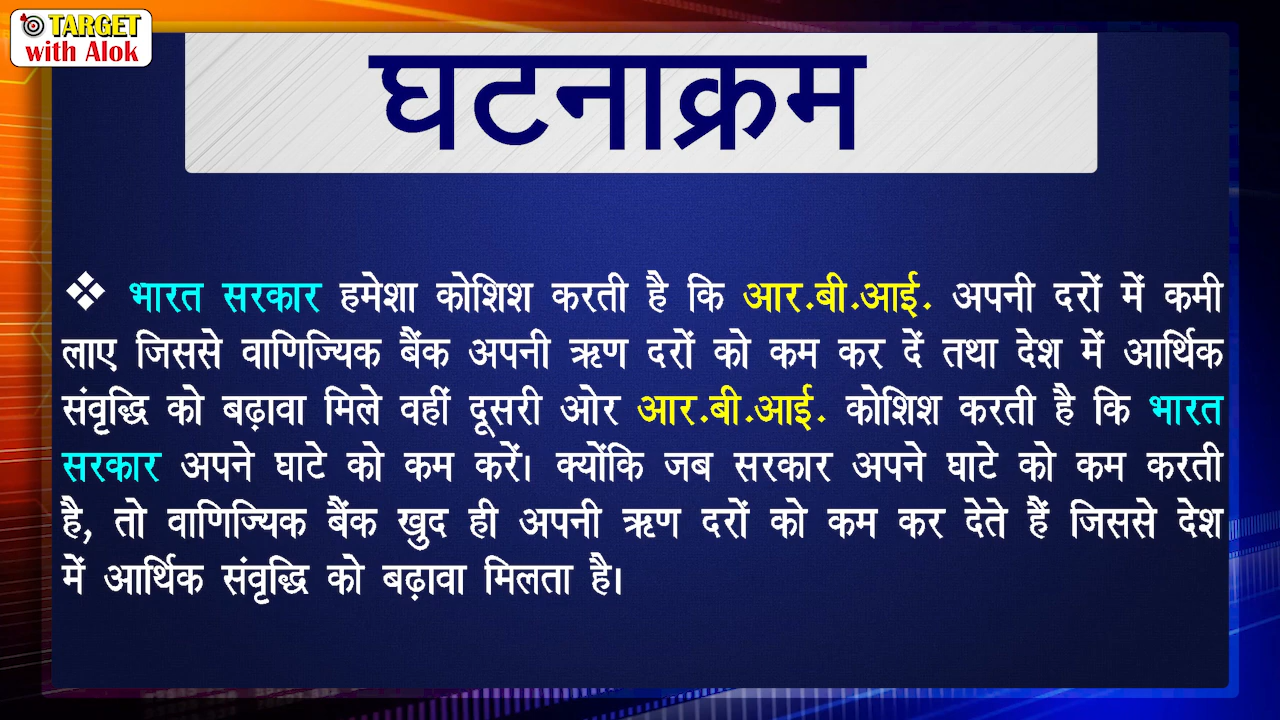 TARGET
with Alok
घटनाक्रम
❖ भारत सरकार हमेशा कोशिश करती है कि आर.बी.आई. अपनी दरों में कमी
लाए जिससे वाणिज्यिक बैंक अपनी ऋण दरों को कम कर दें तथा देश में आर्थिक
संवृद्धि को बढ़ावा मिले वहीं दूसरी ओर आर.बी.आई. कोशिश करती है कि भारत
सरकार अपने घाटे को कम करें। क्योंकि जब सरकार अपने घाटे को कम करती
है, तो वाणिज्यिक बैंक खुद ही अपनी ऋण दरों को कम कर देते हैं जिससे देश
में आर्थिक संवृद्धि को बढ़ावा मिलता है।